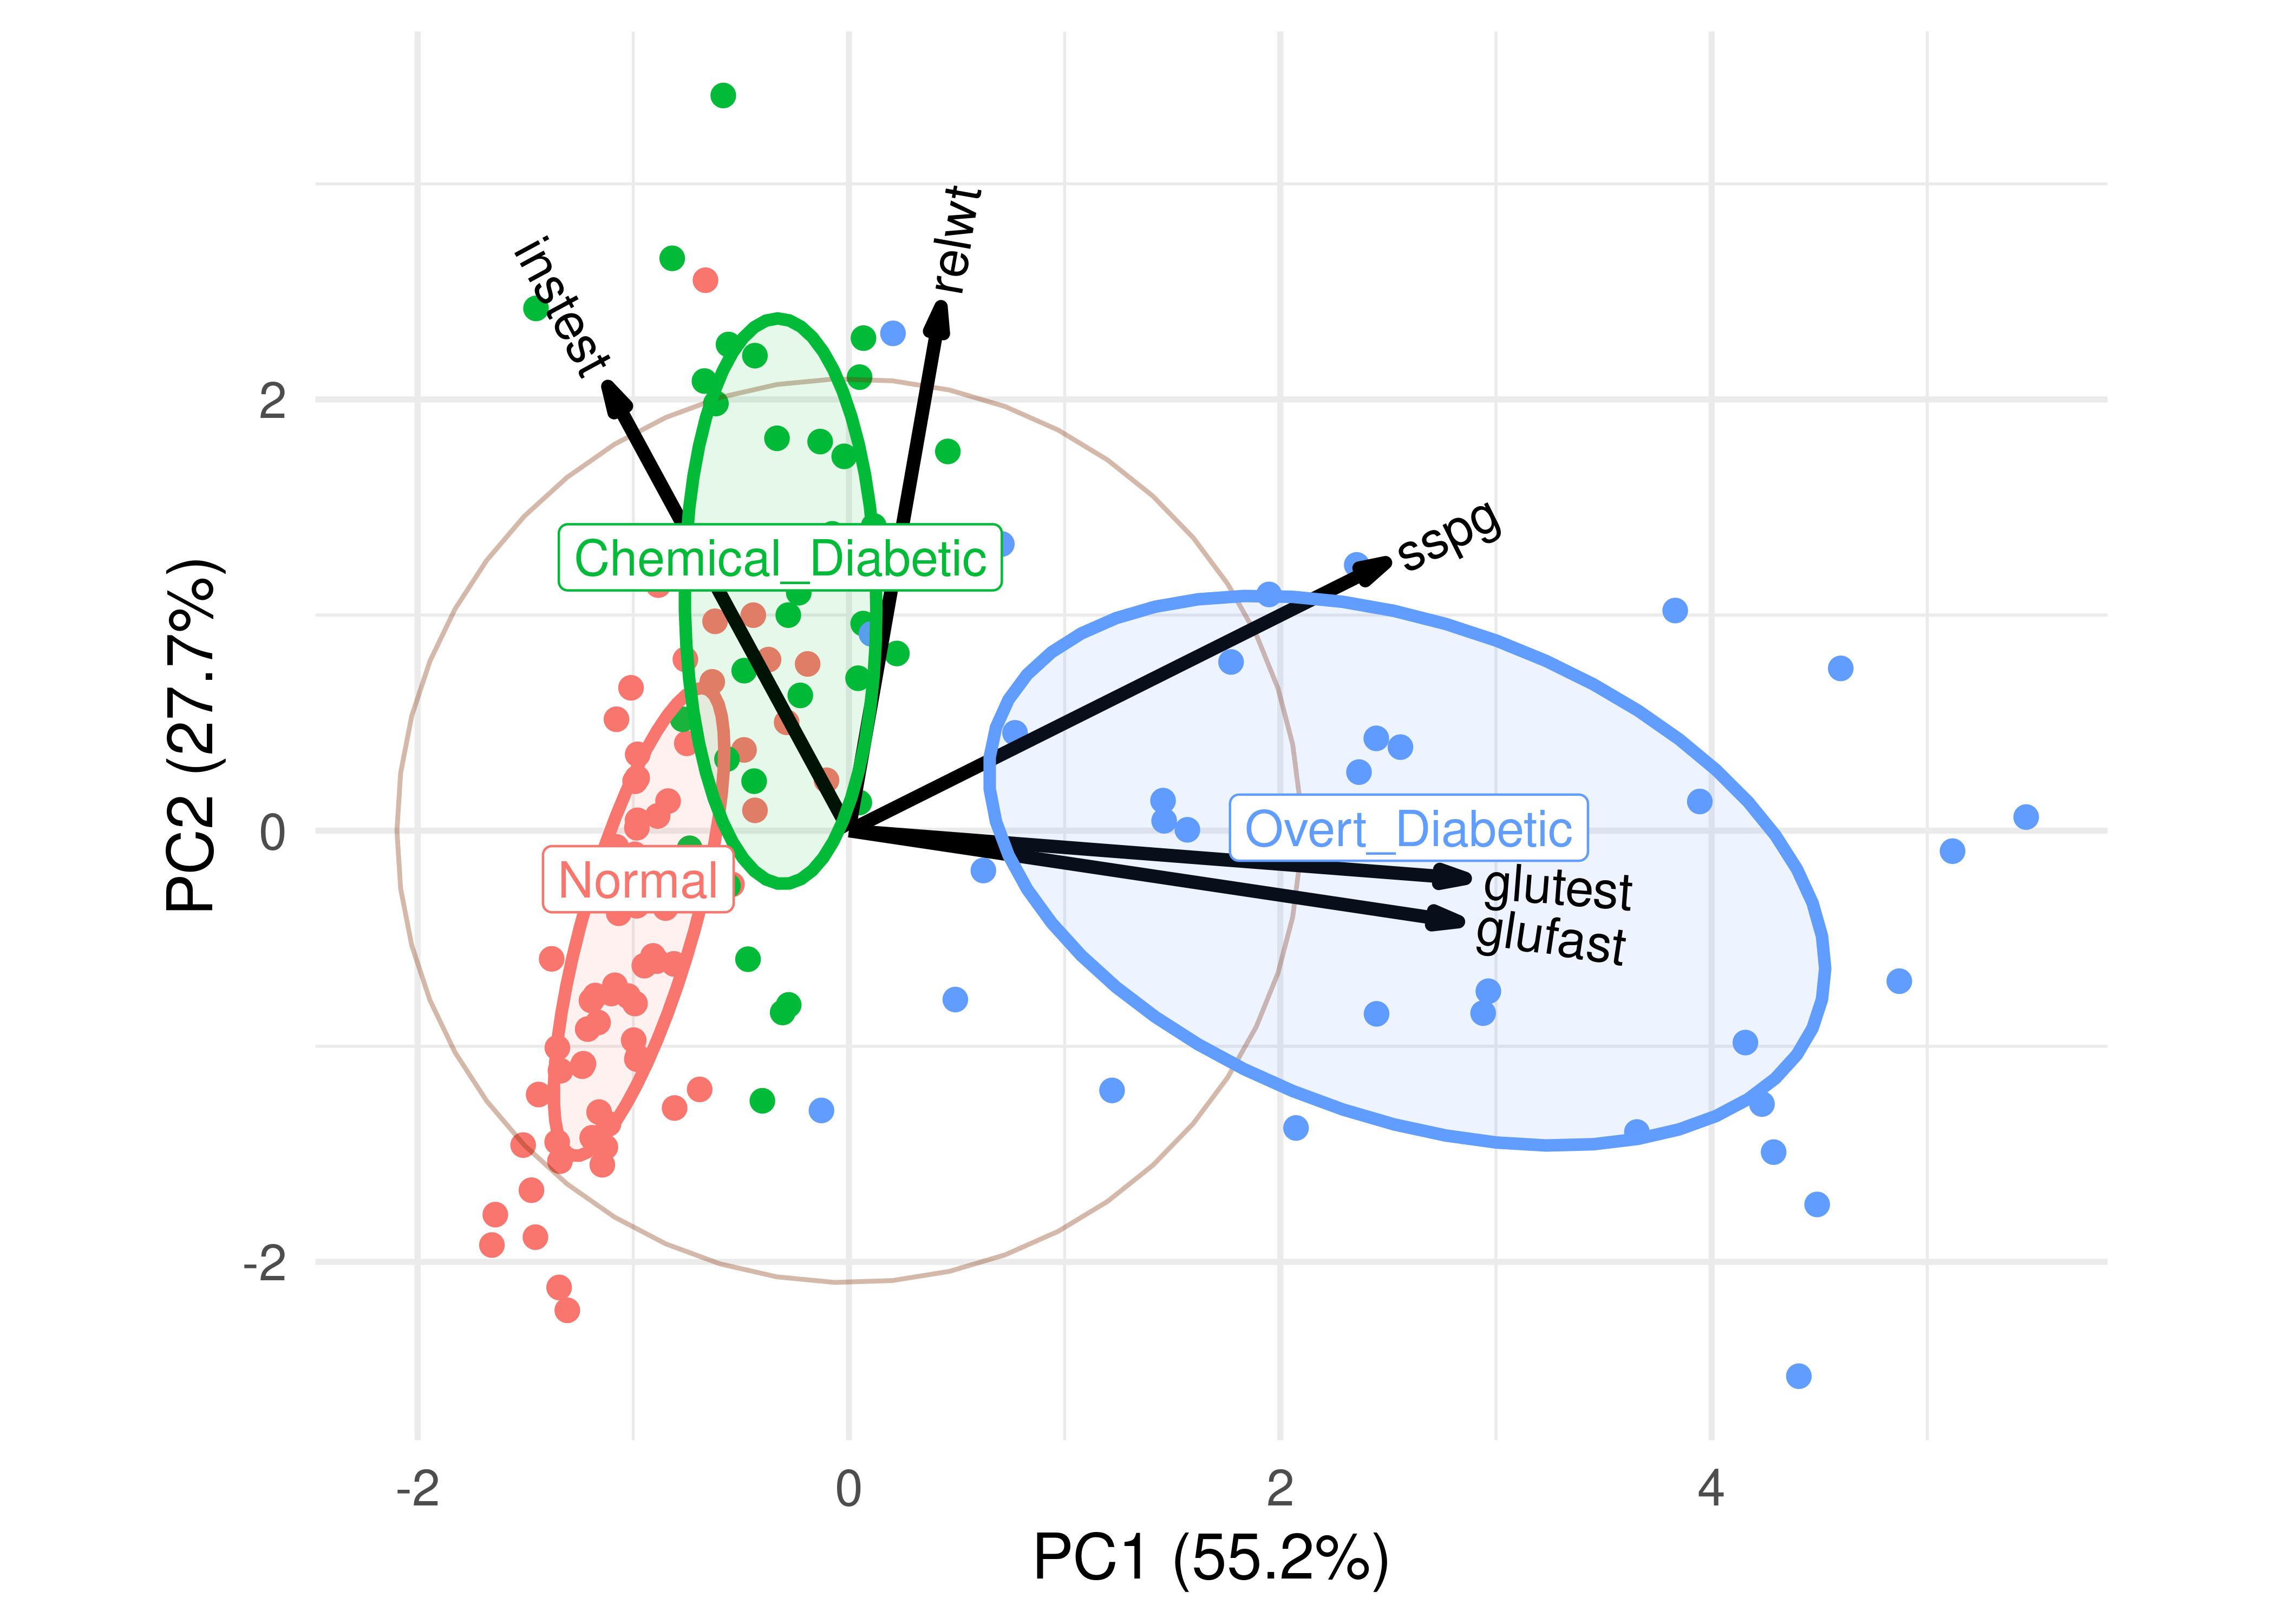 instest
relwt
sspg
Chemical_Diabetic
Overt_Diabetic
Normal
glutest
glufast
2
0
-2
-2
0
2
4
PC2 (27.7%)
PC1 (55.2%)